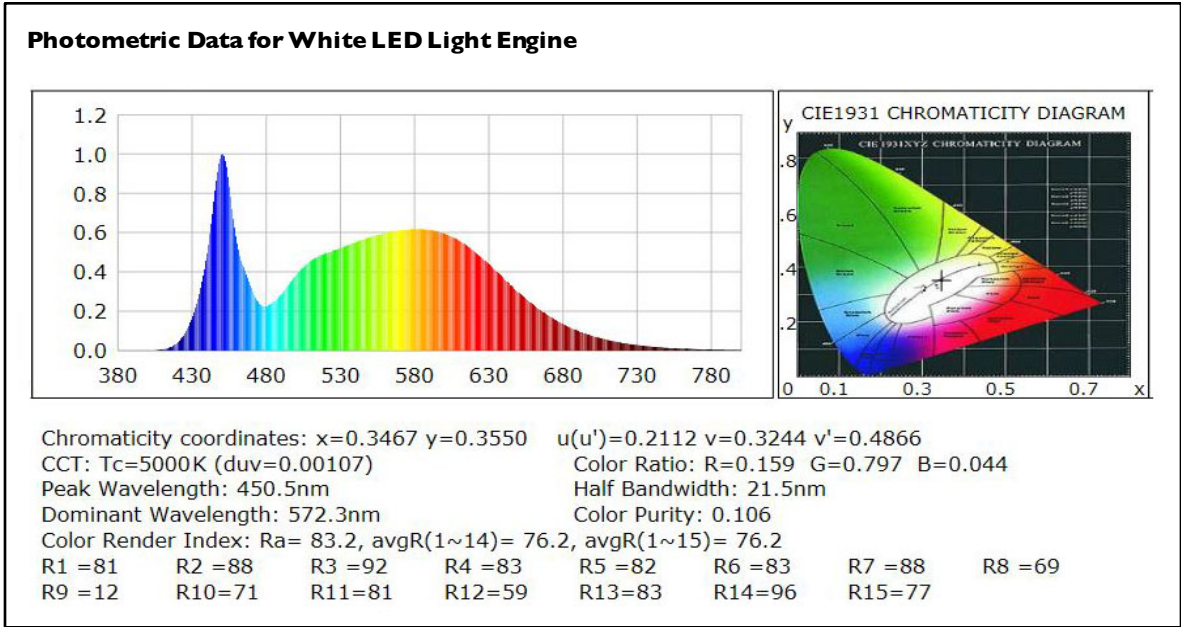 Photometric Data for White LED Light Engine
1.2
1.0
0.8
0.6
0.4
0.2
0.0
380 430 480 530 580 630 680 730 780
CIE1931 CHROMATICITY DIAGRAM
y
CIE 1931XYZ CHROMATICITY DIAGRAM
.8
.6
.4
.2
0 0.1 0.3 0.5 0.7 x
Chromaticity coordinates: x=0.3467 y=0.3550 u(u')=0.2112 v=0.3244 v'=0.4866
CCT: Tc=5000K (duv=0.00107) Color Ratio: R=0.159 G=0.797 B=0.044
Peak Wavelength: 450.5nm Half Bandwidth: 21.5nm
Dominant Wavelength: 572.3nm Color Purity: 0.106
Color Render Index: Ra= 83.2, avgR(1~14)= 76.2, avgR(1~15)= 76.2
R1 =81 R2 =88 R3 =92 R4 =83 R5 =82 R6 =83 R7 =88 R8 =69
R9 =12 R10=71 R11=81 R12=59 R13=83 R14=96 R15=77